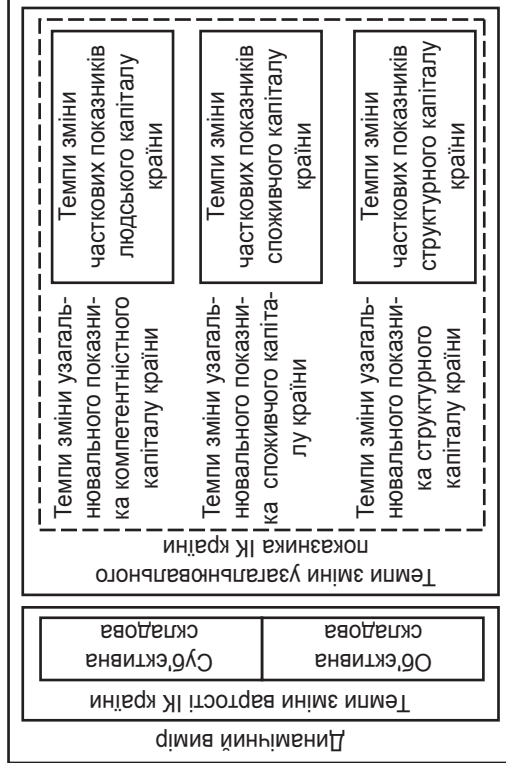 Динамічний вимір
Темпи зміни вартості ІК країни
Суб'єктивна
складова
Об'єктивна
складова
Темпи зміни узагальнювального
показника ІК країни
Темпи зміни узагаль-
нювального показни-
ка компетентністного
капіталу країни
Темпи зміни
часткових показників
людського капіталу
країни
Темпи зміни узагаль-
нювального показни-
ка споживчого капіта-
лу країни
Темпи зміни
часткових показників
споживчого капіталу
країни
Темпи зміни узагаль-
нювального показни-
ка структурного
капіталу країни
Темпи зміни
часткових показників
структурного капіталу
країни